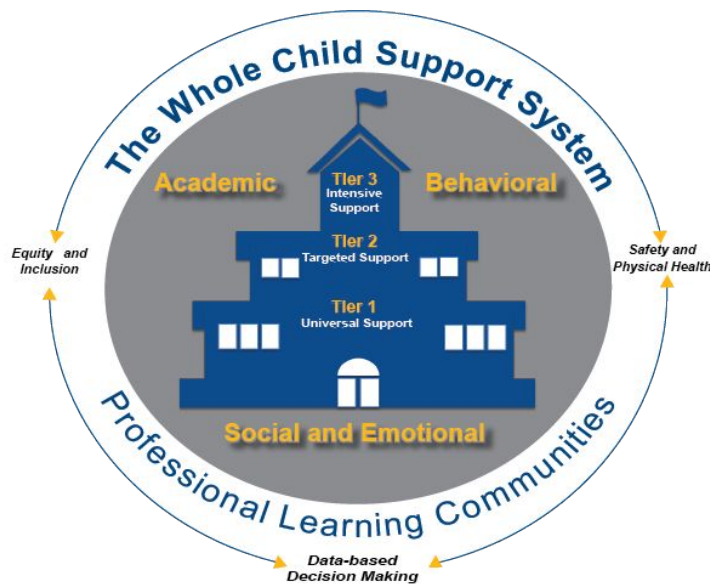 The Whole Child Support System
Academic
Behavioral
Tier 3
Intensive
Support
Tier 2
Targeted Support
Tier 1
Universal Support
Equity and
Inclusion
Safety and
Physical Health
Social and Emotional
Professional Learning Communities
Data-based
Decision Making